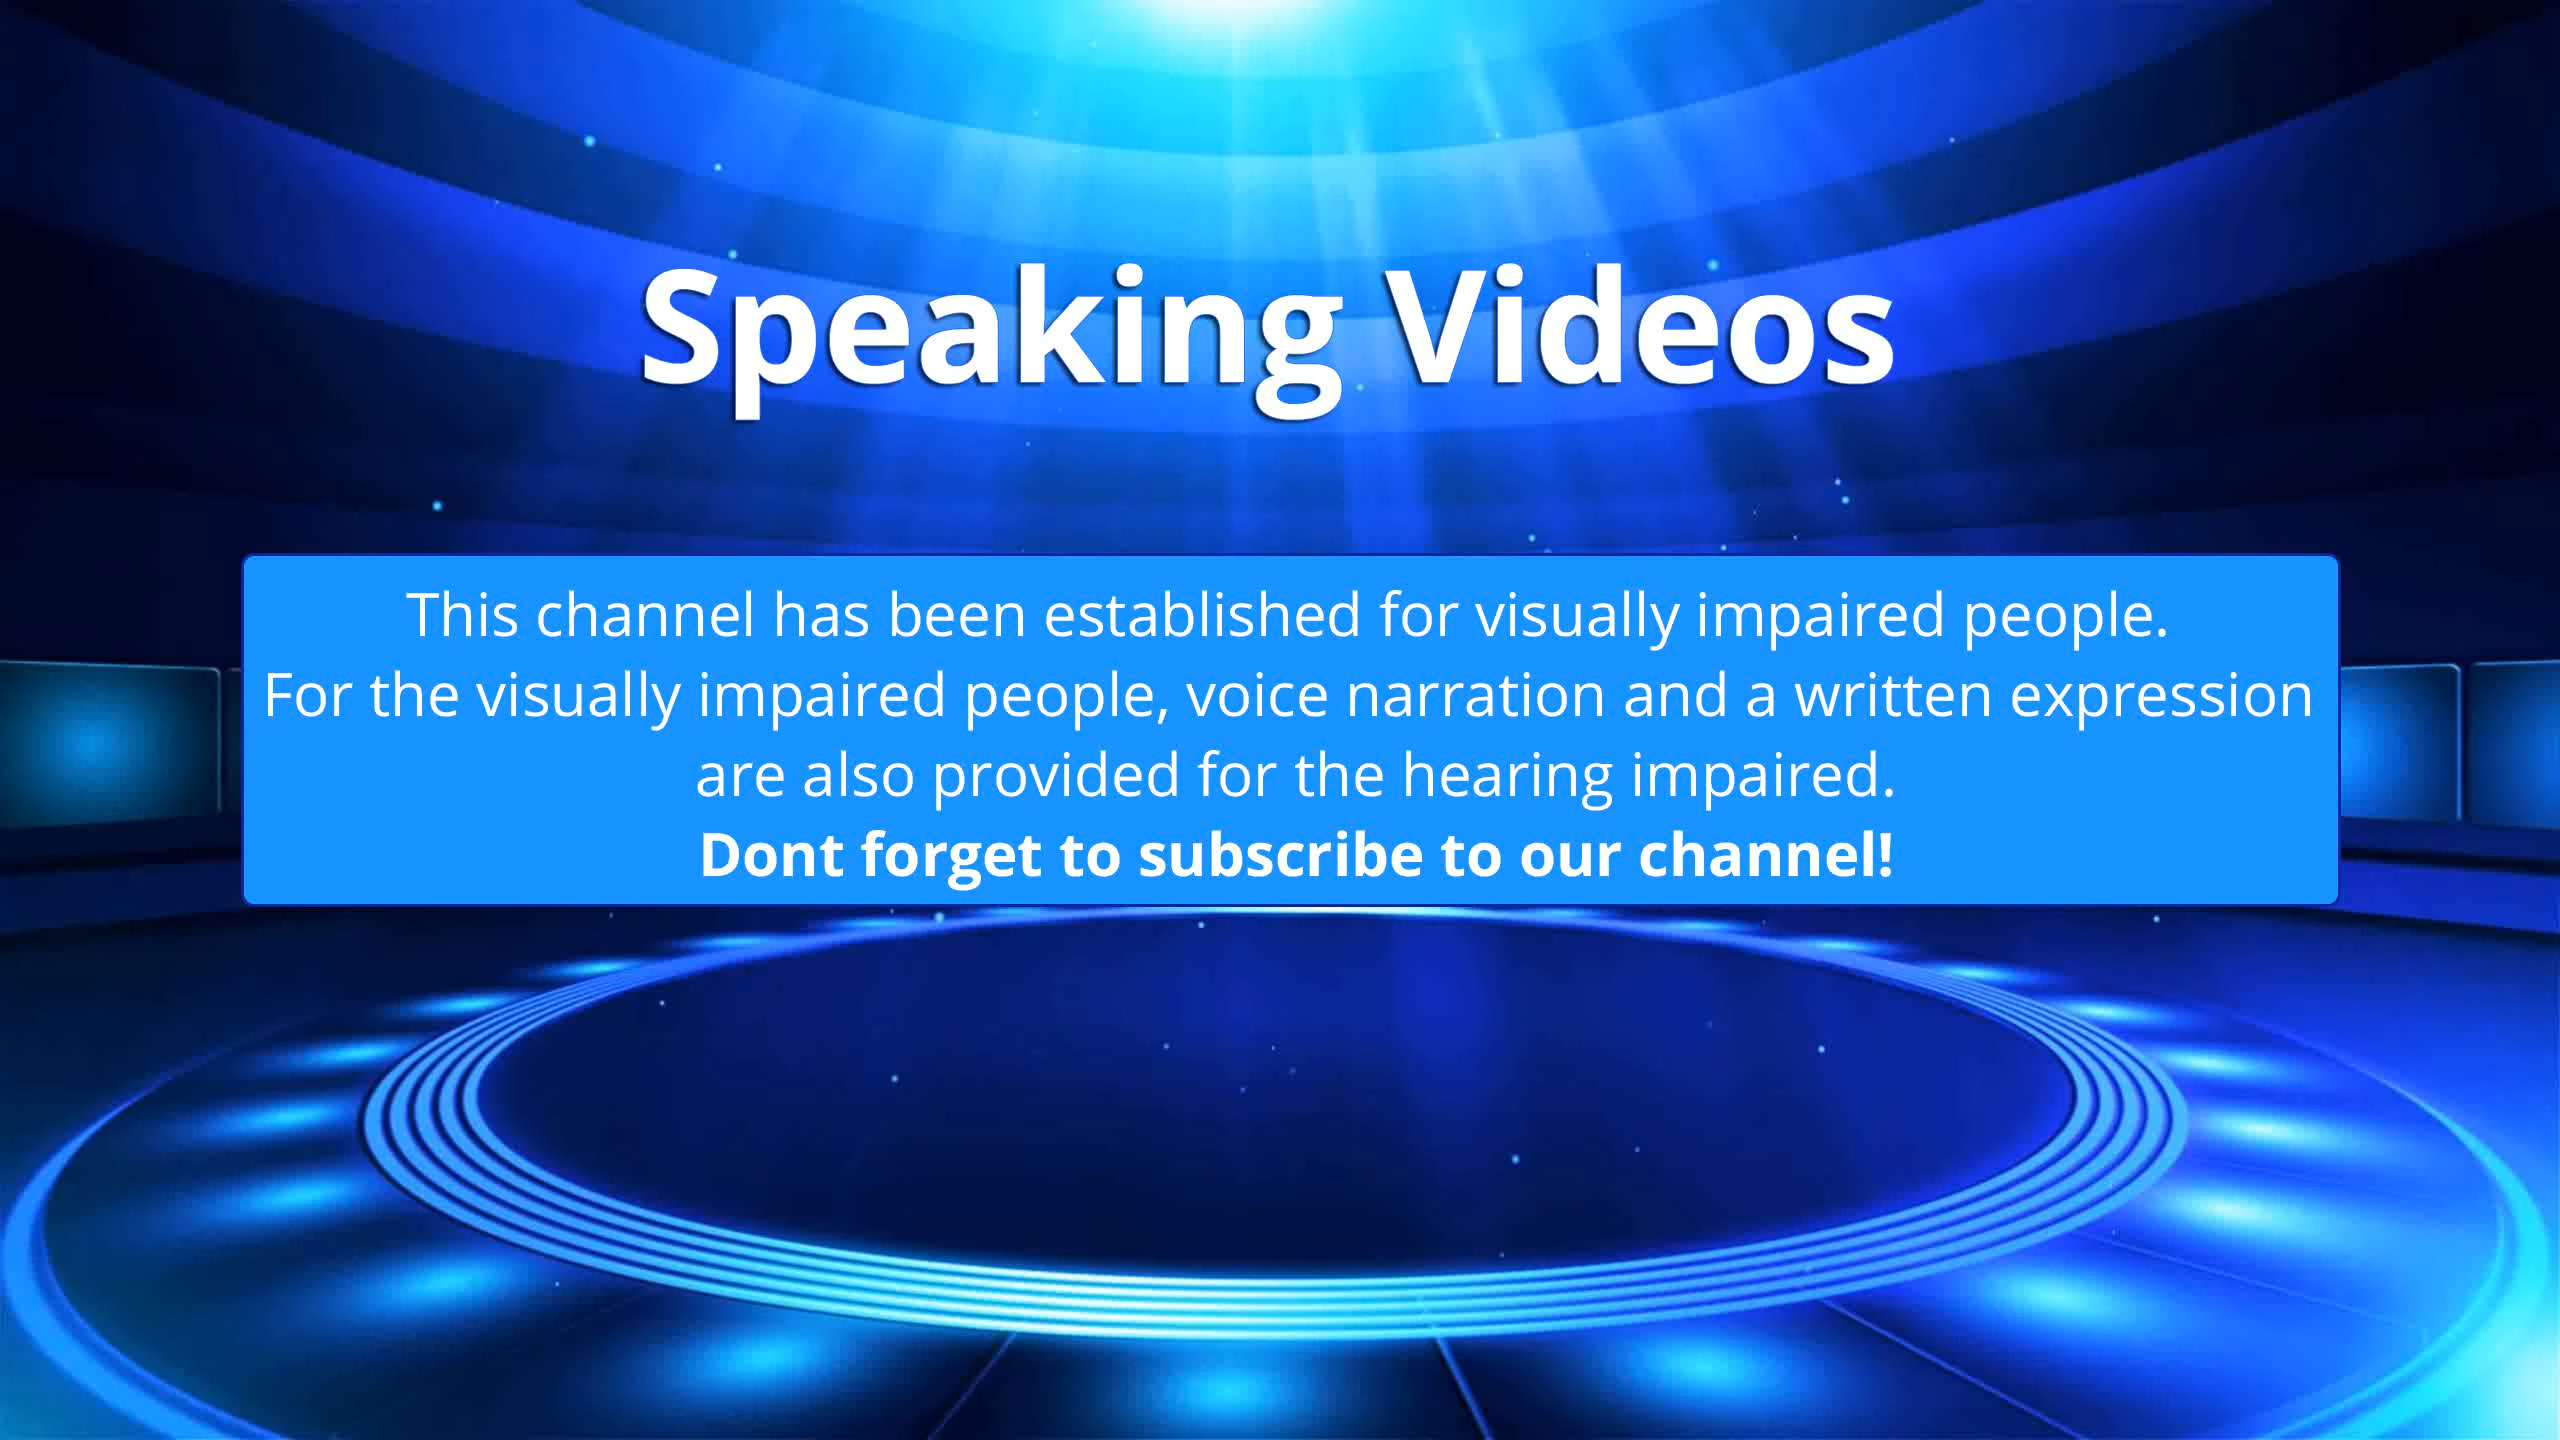 Speaking Videos
This channel has been established for visually impaired people.
For the visually impaired people, voice narration and a written expression
are also provided for the hearing impaired.
Dont forget to subscribe to our channel!